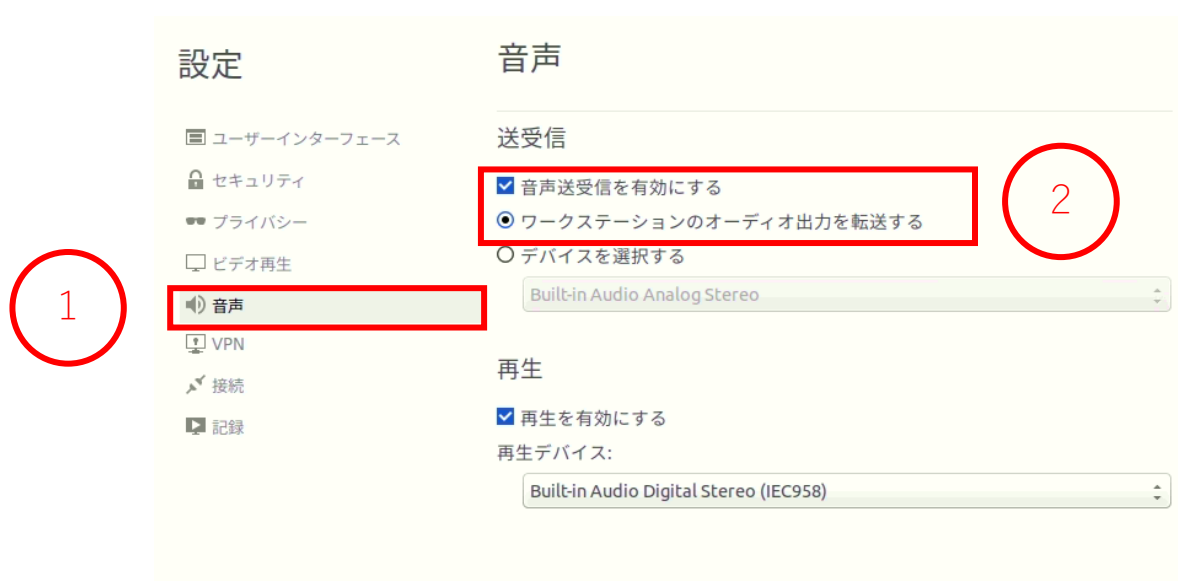 設定
ユーザーインターフェース
セキュリティ
プライバシー
ビデオ再生
音声
VPN
接続
記録
1
音声
送受信
音声送受信を有効にする
ワークステーションのオーディオ出力を転送する
デバイスを選択する
Built-in Audio Analog Stereo
2
再生
再生を有効にする
再生デバイス:
Built-in Audio Digital Stereo (IEC958)